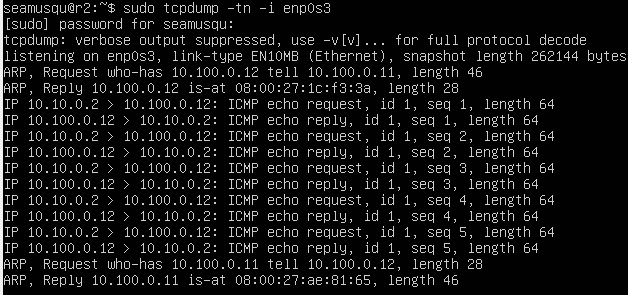 seamusqu@r2:~$ sudo tcpdump -tn -i enp0s3
[sudo] password for seamusqu:
tcpdump: verbose output suppressed, use -v[v]... for full protocol decode
listening on enp0s3, link-type EN10MB (Ethernet), snapshot length 262144 bytes
ARP, Request who-has 10.100.0.12 tell 10.100.0.11, length 46
ARP, Reply 10.100.0.12 is-at 08:00:27:1c:f3:3a, length 28
IP 10.10.0.2 > 10.100.0.12: ICMP echo request, id 1, seq 1, length 64
IP 10.100.0.12 > 10.10.0.2: ICMP echo reply, id 1, seq 1, length 64
IP 10.10.0.2 > 10.100.0.12: ICMP echo request, id 1, seq 2, length 64
IP 10.100.0.12 > 10.10.0.2: ICMP echo reply, id 1, seq 2, length 64
IP 10.10.0.2 > 10.100.0.12: ICMP echo request, id 1, seq 3, length 64
IP 10.100.0.12 > 10.10.0.2: ICMP echo reply, id 1, seq 3, length 64
IP 10.10.0.2 > 10.100.0.12: ICMP echo request, id 1, seq 4, length 64
IP 10.100.0.12 > 10.10.0.2: ICMP echo reply, id 1, seq 4, length 64
IP 10.10.0.2 > 10.100.0.12: ICMP echo request, id 1, seq 5, length 64
IP 10.100.0.12 > 10.10.0.2: ICMP echo reply, id 1, seq 5, length 64
ARP, Request who-has 10.100.0.11 tell 10.100.0.12, length 28
ARP, Reply 10.100.0.11 is-at 08:00:27:ae:81:65, length 46